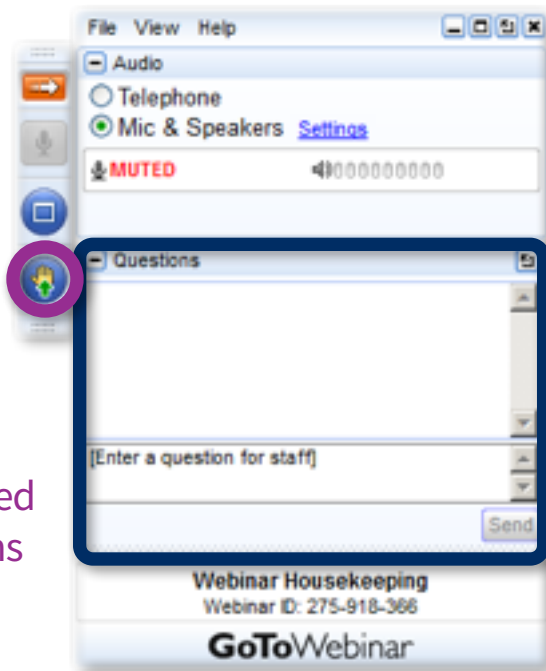 File View Help
Audio
Telephone
Mic & Speakers Settings
MUTED 000000000
Questions
[Enter a question for staff]
ed
ns
Send
Webinar Housekeeping
Webinar ID: 275-918-366
GoToWebinar